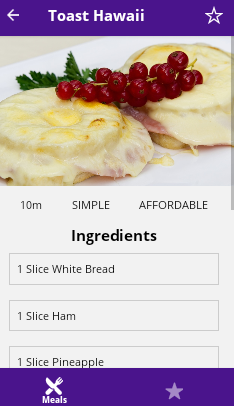 Toast Hawaii
10m SIMPLE AFFORDABLE
Ingredients
1 Slice White Bread
1 Slice Ham
1 Slice Pineapple
Meals